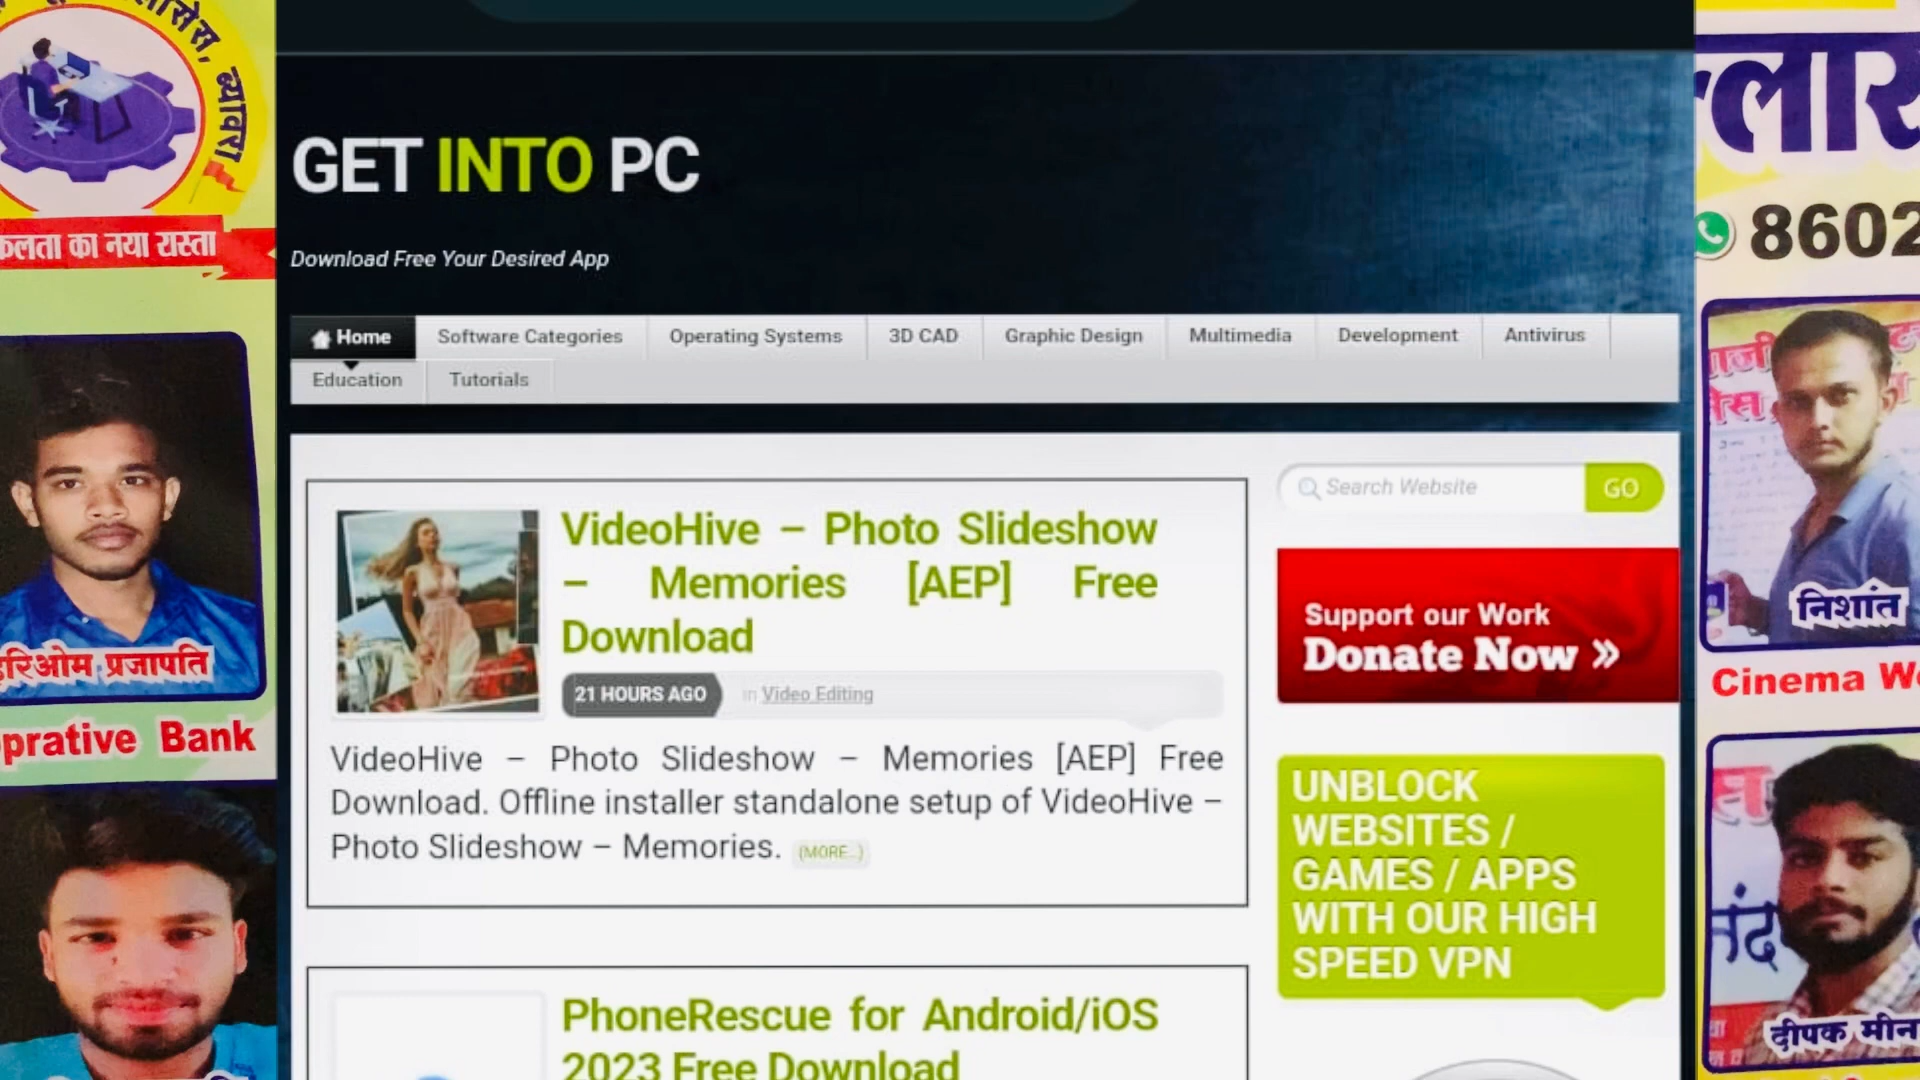 ब्यावरा
का नया रास्ता
प्रजापति
Bank
8602
निशांत
Cinema
दीपक
GET INTO PC
Download Free Your Desired App
Home
Software Categories
Operating Systems
3D CAD
Graphic Design
Multimedia
Development
Antivirus
Education
Tutorials
VideoHive – Photo Slideshow
– Memories [AEP] Free
Download
21 HOURS AGO
in Video Editing
VideoHive – Photo Slideshow – Memories [AEP] Free
Download. Offline installer standalone setup of VideoHive –
Photo Slideshow – Memories. (MORE…)
PhoneRescue for Android/iOS
2023 Free Download
Search Website
GO
Support our Work
Donate Now »
UNBLOCK
WEBSITES /
GAMES / APPS
WITH OUR HIGH
SPEED VPN